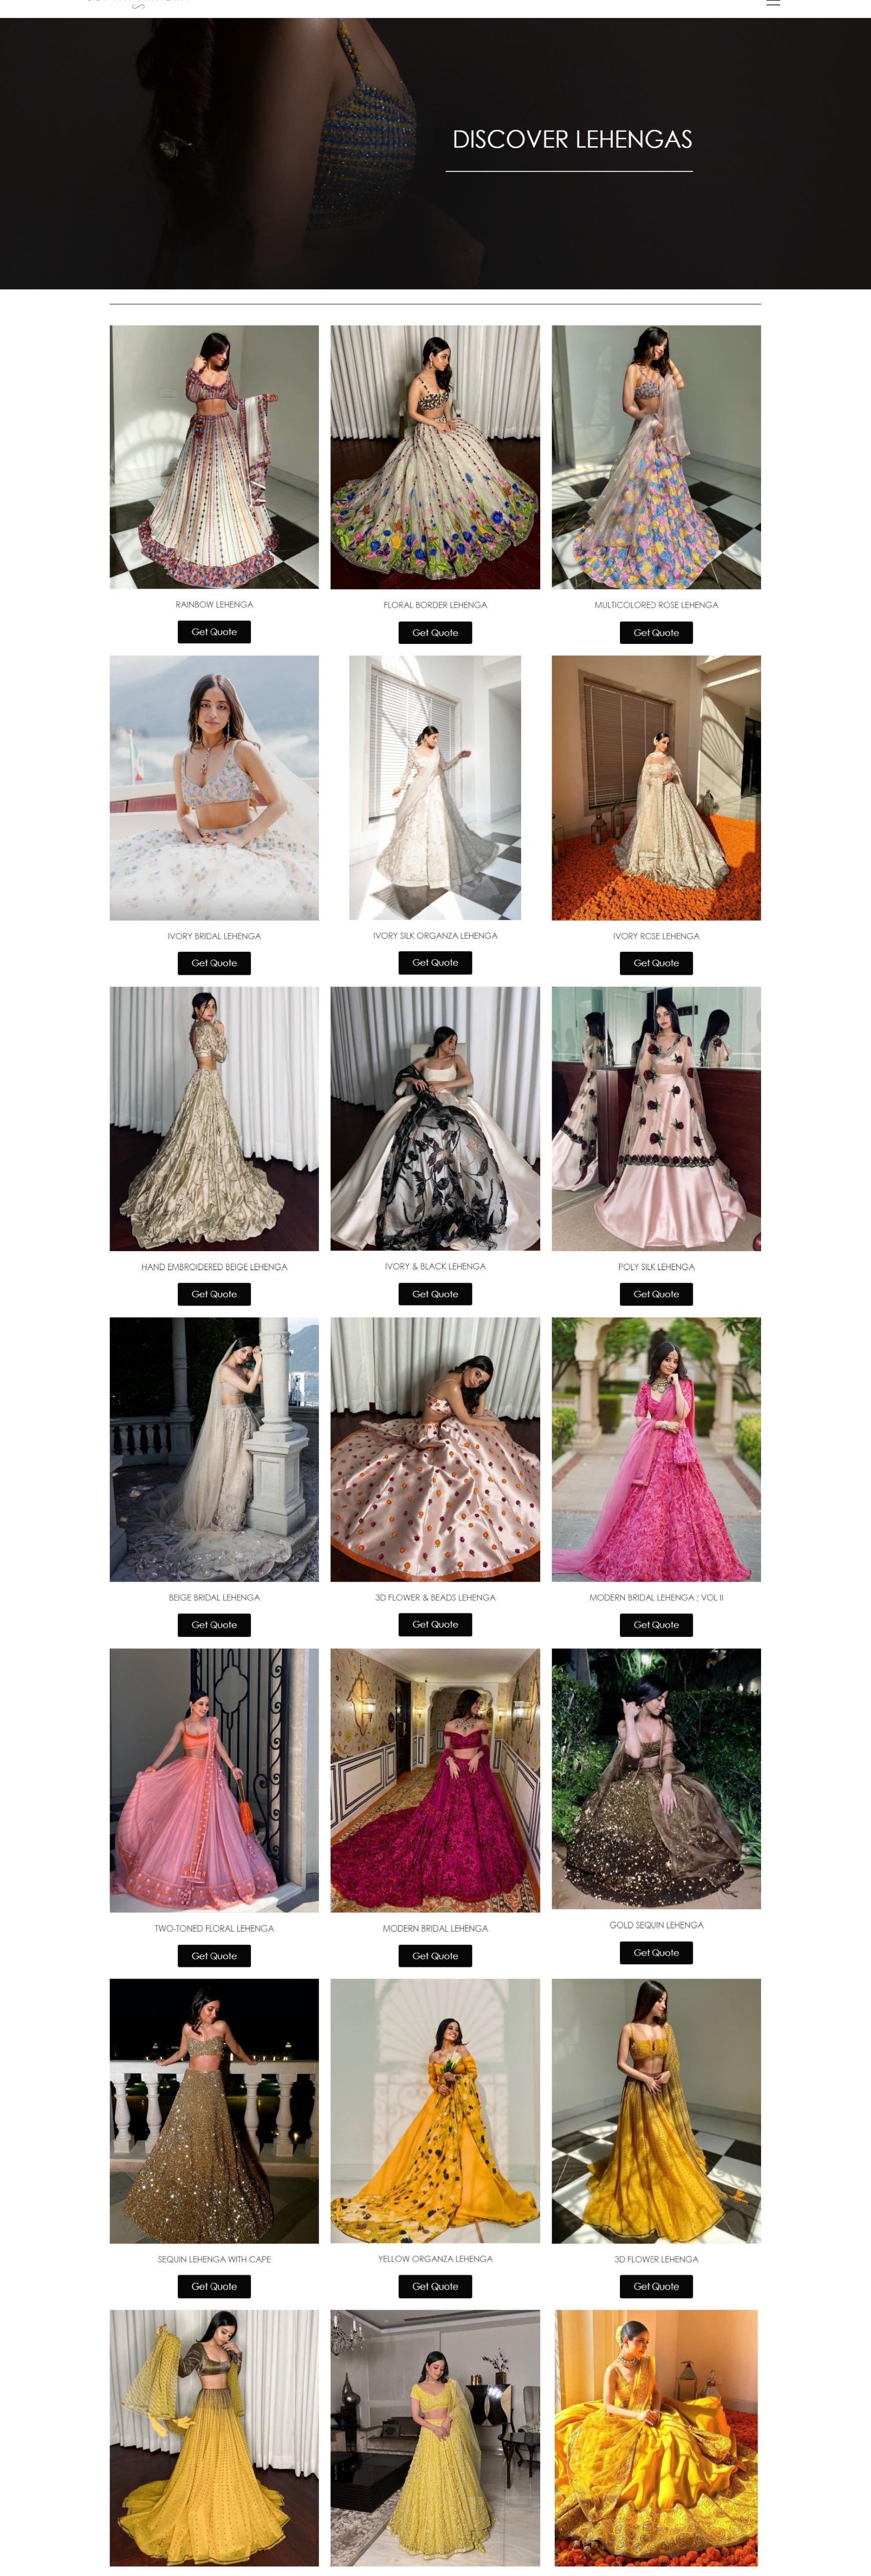 DISCOVER LEHENGAS
RAINBOW LEHENGA
FLORAL BORDER LEHENGA
MULTICOLORED ROSE LEHENGA
Get Quote
Get Quote
Get Quote
IVORY BRIDAL LEHENGA
IVORY SILK ORGANZA LEHENGA
IVORY ROSE LEHENGA
Get Quote
Get Quote
Get Quote
HAND EMBROIDERED BEIGE LEHENGA
IVORY & BLACK LEHENGA
POLY SILK LEHENGA
Get Quote
Get Quote
Get Quote
BEIGE BRIDAL LEHENGA
3D FLOWER & BEADS LEHENGA
MODERN BRIDAL LEHENGA ; VOL II
Get Quote
Get Quote
Get Quote
TWO-TONED FLORAL LEHENGA
MODERN BRIDAL LEHENGA
GOLD SEQUIN LEHENGA
Get Quote
Get Quote
Get Quote
SEQUIN LEHENGA WITH CAPE
YELLOW ORGANZA LEHENGA
3D FLOWER LEHENGA
Get Quote
Get Quote
Get Quote